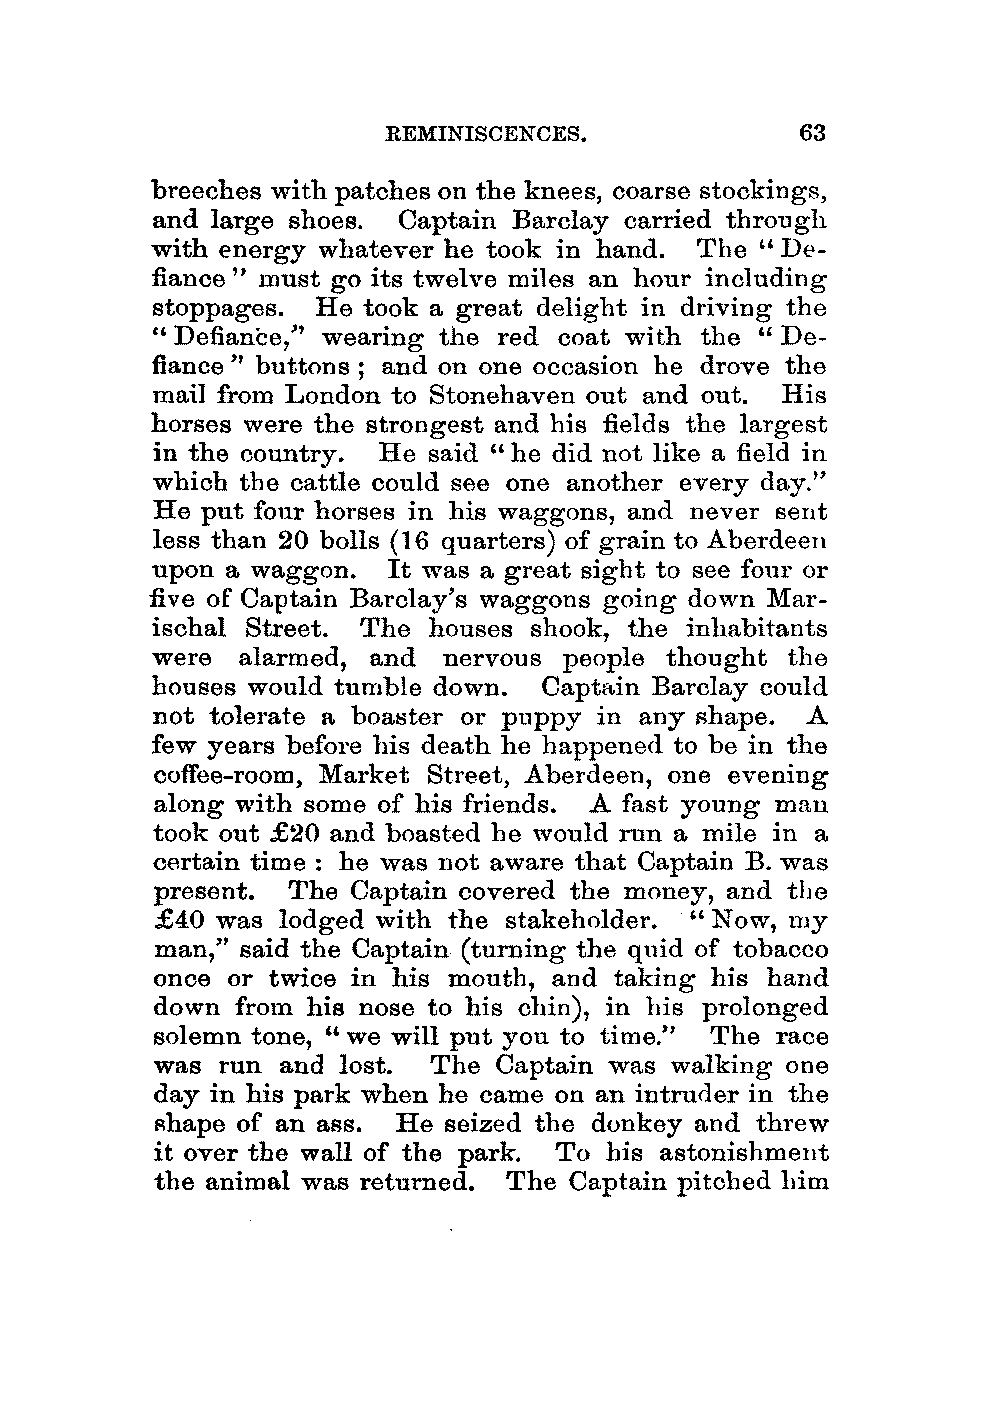 REMINISCENCES. 63
breeches with patches on the knees, coarse stockings,
and large shoes. Captain Barclay carried through
with energy whatever he took in hand. The “ De-
fiance ” must go its twelve miles an hour including
stoppages. He took a great delight in driving the
“ Defiance,” wearing the red coat with the “ De-
fiance ” buttons ; and on one occasion he drove the
mail from London to Stonehaven out and out. His
horses were the strongest and his fields the largest
in the country. He said “ he did not like a field in
which the cattle could see one another every day.”
He put four horses in his waggons, and never sent
less than 20 bolls (16 quarters) of grain to Aberdeen
upon a waggon. It was a great sight to see four or
five of Captain Barclay’s waggons going down Mar-
ischal Street. The houses shook, the inhabitants
were alarmed, and nervous people thought the
houses would tumble down. Captain Barclay could
not tolerate a boaster or puppy in any shape. A
few years before his death he happened to be in the
coffee-room, Market Street, Aberdeen, one evening
along with some of his friends. A fast young man
took out £20 and boasted he would run a mile in a
certain time : he was not aware that Captain B. was
present. The Captain covered the money, and the
£40 was lodged with the stakeholder. “ Now, my
man,” said the Captain (turning the quid of tobacco
once or twice in his mouth, and taking his hand
down from his nose to his chin), in his prolonged
solemn tone, “ we will put you to time.” The race
was run and lost. The Captain was walking one
day in his park when he came on an intruder in the
shape of an ass. He seized the donkey and threw
it over the wall of the park. To his astonishment
the animal was returned. The Captain pitched him